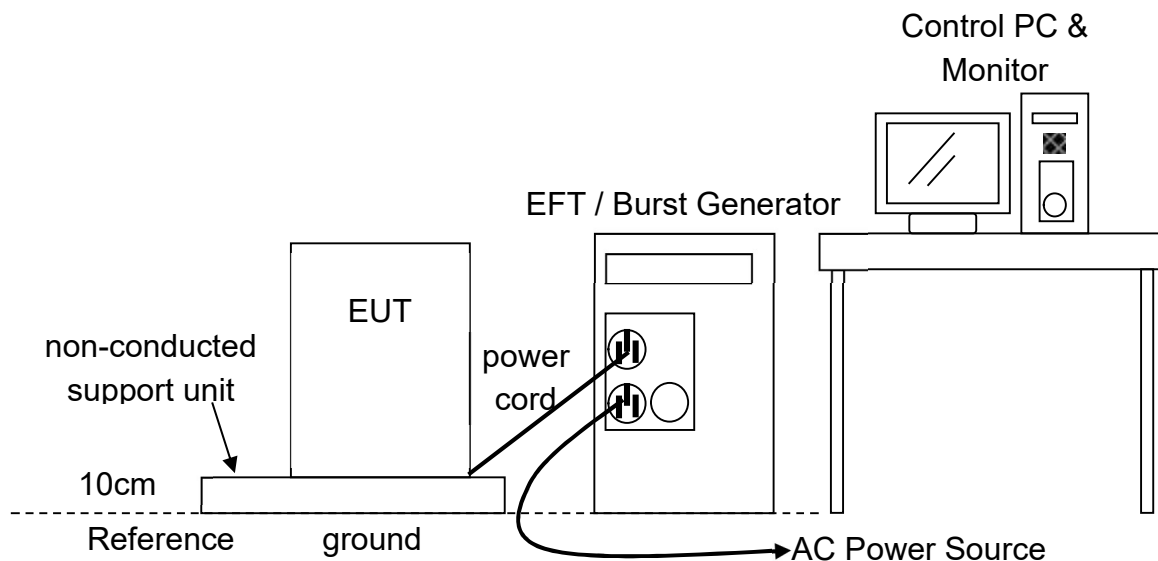 Control PC &
Monitor
EFT / Burst Generator
EUT
non-conducted
support unit
power
cord
10cm
Reference ground
AC Power Source